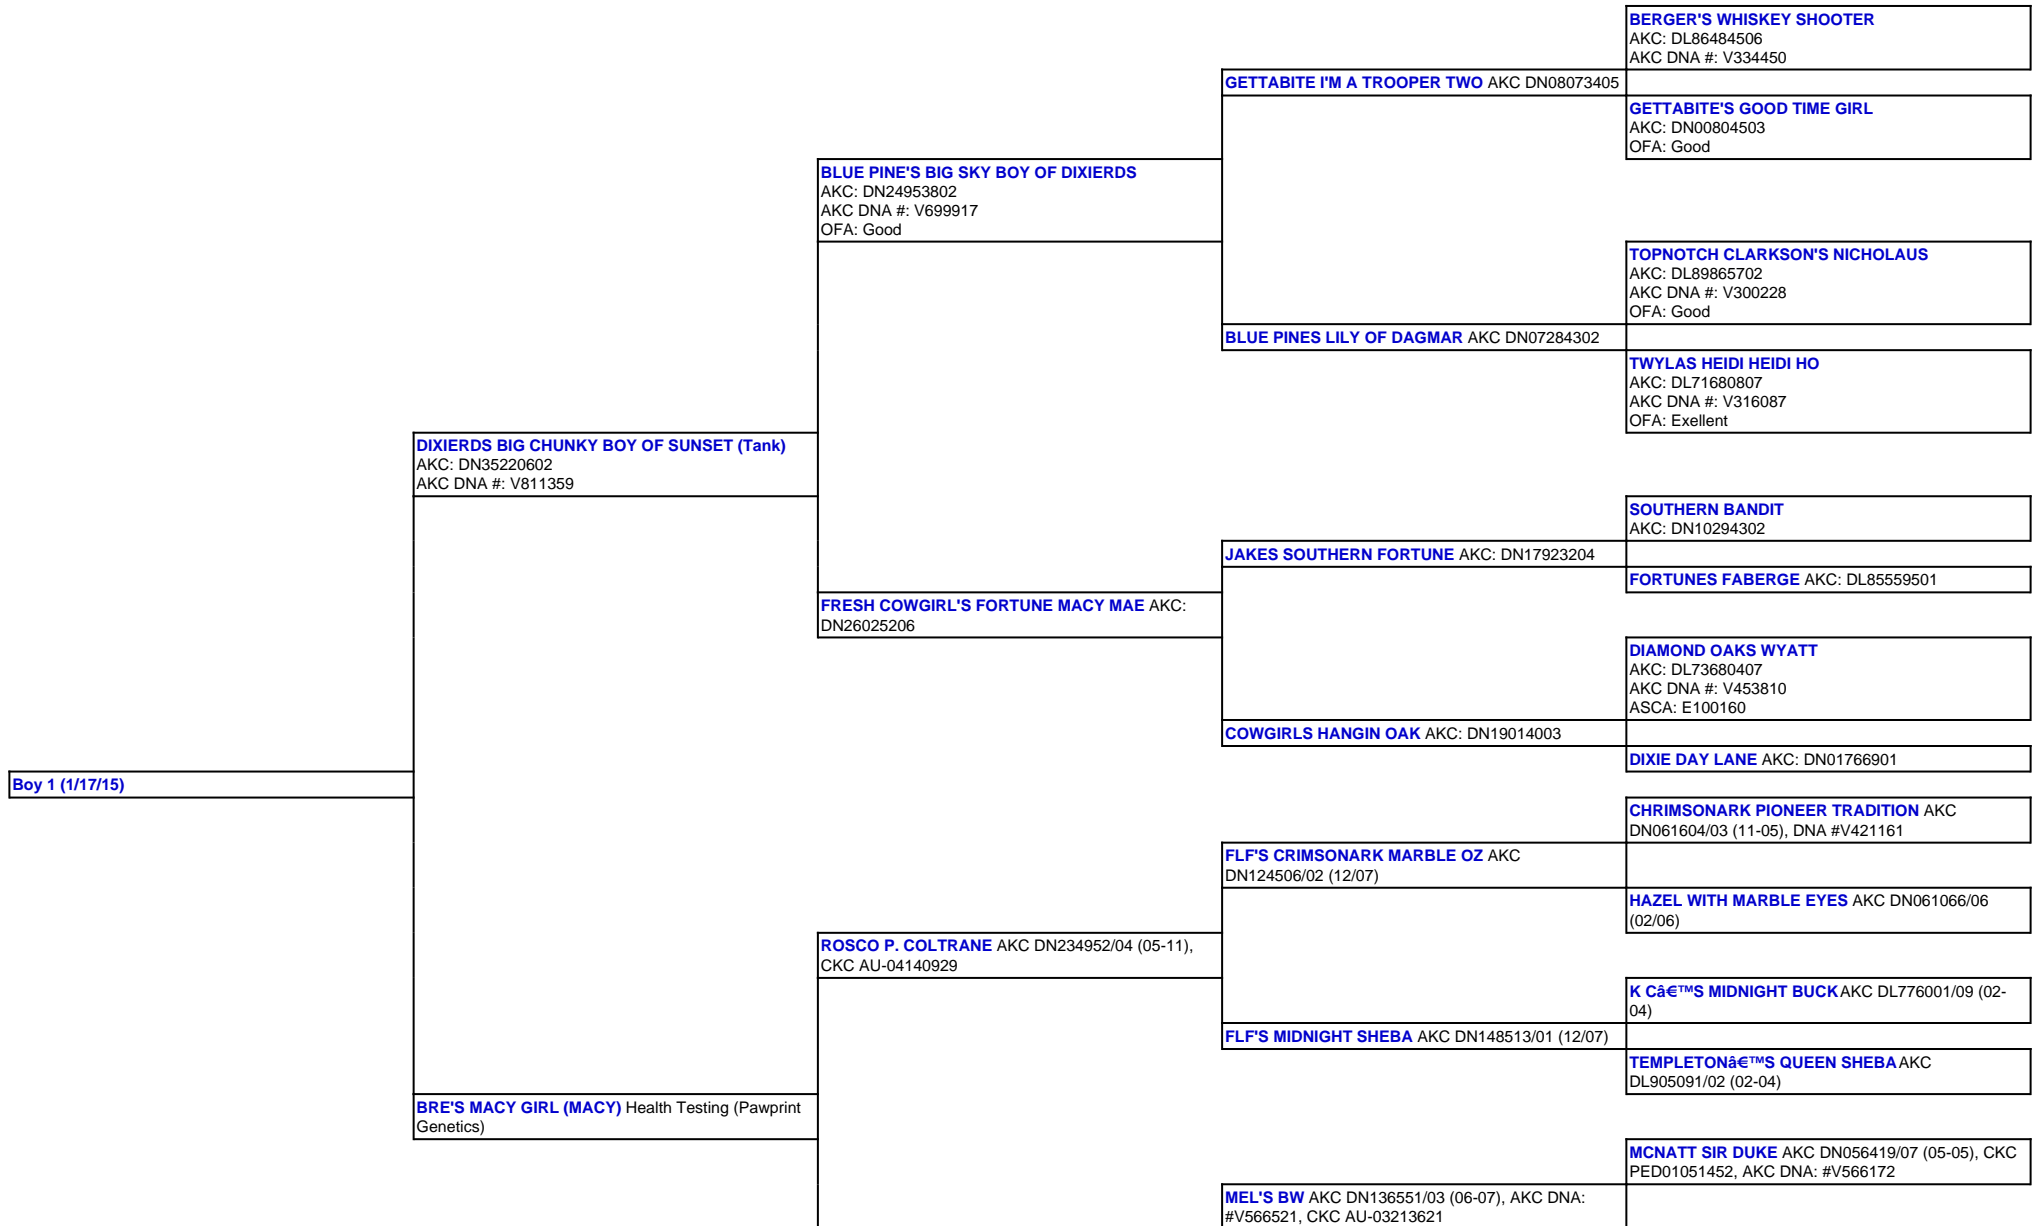 BERGER'S WHISKEY SHOOTER
AKC: DL86484506
AKC DNA #: V334450
GETTABITE I'M A TROOPER TWO AKC DN08073405
GETTABITE'S GOOD TIME GIRL
AKC: DN00804503
OFA: Good
BLUE PINE'S BIG SKY BOY OF DIXIERDS
AKC: DN24953802
AKC DNA #: V699917
OFA: Good
TOPNOTCH CLARKSON'S NICHOLAUS
AKC: DL89865702
AKC DNA #: V300228
OFA: Good
BLUE PINES LILY OF DAGMAR AKC DN07284302
TWYLAS HEIDI HEIDI HO
AKC: DL71680807
AKC DNA #: V316087
OFA: Exellent
DIXIERDS BIG CHUNKY BOY OF SUNSET (Tank)
AKC: DN35220602
AKC DNA #: V811359
SOUTHERN BANDIT
AKC: DN10294302
JAKES SOUTHERN FORTUNE AKC: DN17923204
FORTUNES FABERGE AKC: DL85559501
FRESH COWGIRL'S FORTUNE MACY MAE AKC:
DN26025206
DIAMOND OAKS WYATT
AKC: DL73680407
AKC DNA #: V453810
ASCA: E100160
COWGIRLS HANGIN OAK AKC: DN19014003
DIXIE DAY LANE AKC: DN01766901
Boy 1 (1/17/15)
CHRIMSONARK PIONEER TRADITION AKC
DN061604/03 (11-05), DNA #V421161
FLF'S CRIMSONARK MARBLE OZ AKC
DN124506/02 (12/07)
HAZEL WITH MARBLE EYES AKC DN061066/06
(02/06)
ROSCO P. COLTRANE AKC DN234952/04 (05-11),
CKC AU-04140929
K Câ€™S MIDNIGHT BUCK AKC DL776001/09 (02-
04)
FLF'S MIDNIGHT SHEBA AKC DN148513/01 (12/07)
TEMPLETONâ€™S QUEEN SHEBA AKC
DL905091/02 (02-04)
BRE'S MACY GIRL (MACY) Health Testing (Pawprint
Genetics)
MCNATT SIR DUKE AKC DN056419/07 (05-05), CKC
PED01051452, AKC DNA: #V566172
MEL'S BW AKC DN136551/03 (06-07), AKC DNA:
#V566521, CKC AU-03213621